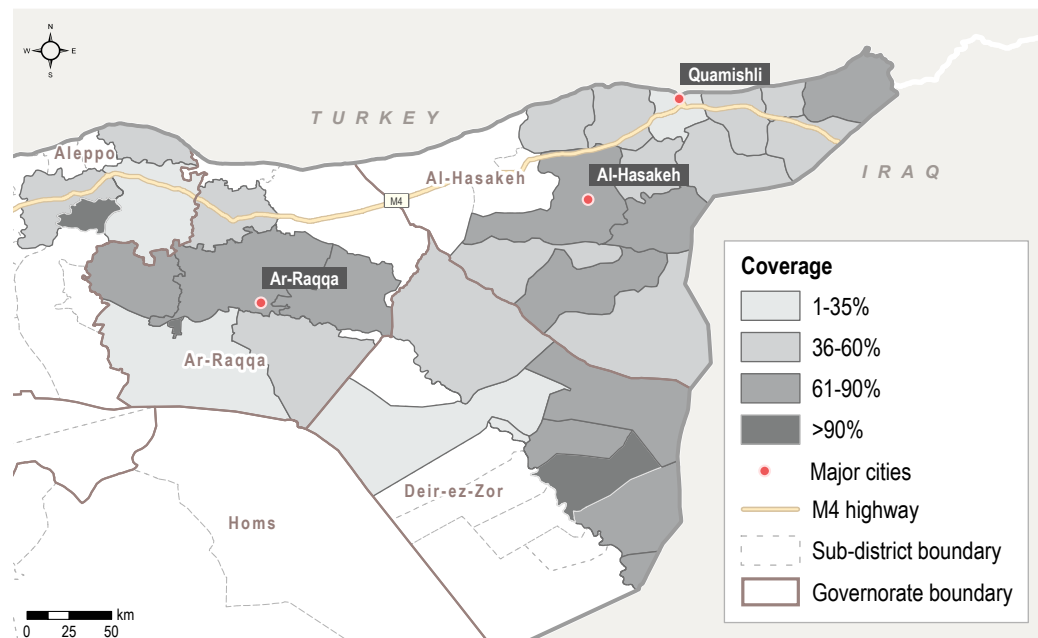 N
W E
S
Quamishli
TURKEY
Aleppo
Al-Hasakeh
Al-Hasakeh
IRAQ
M4
Ar-Raqqa
Ar-Raqqa
Deir-ez-Zor
Homs
Coverage
1-35%
36-60%
61-90%
>90%
Major cities
M4 highway
Sub-district boundary
Governorate boundary
km
0 25 50